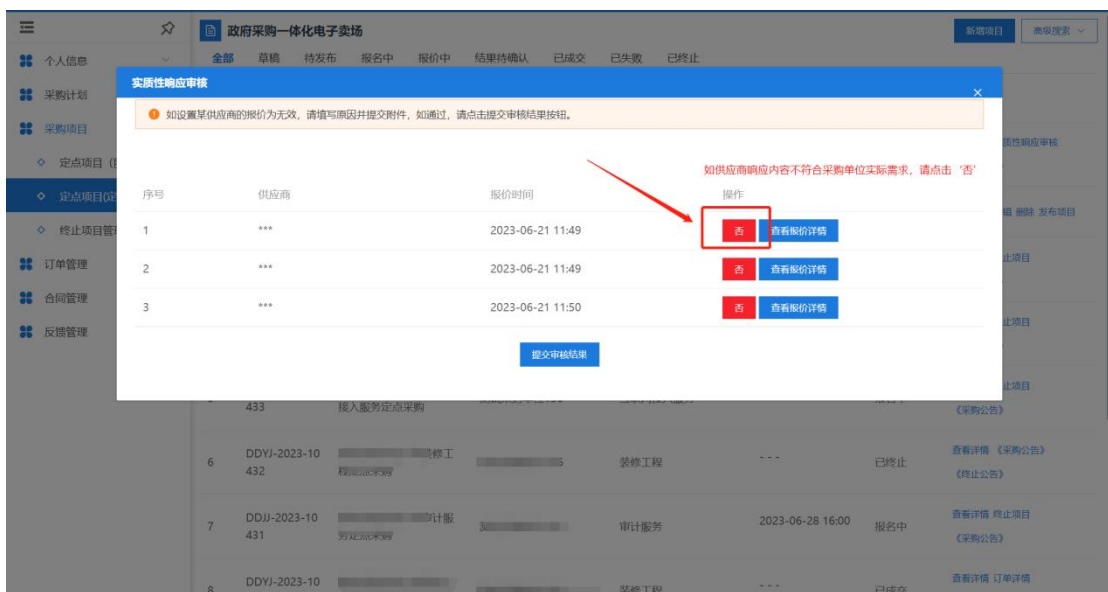 政府采购一体化电子卖场
新增项目
高级搜索
个人信息
全部 草稿 待发布 报名中 报价中 结果待确认 已成交 已失败 已终止
采购计划
实质性响应审核
如设置某供应商的报价为无效，请填写原因并提交附件，如通过，请点击提交审核结果按钮。
采购项目
质性响应审核
定点项目
如供应商响应内容不符合采购单位实际需求，请点击‘否’
定点项目(定
序号 供应商 报价时间 操作
辑 删除 发布项目
终止项目管
1 *** 2023-06-21 11:49 否 查看报价详情
订单管理
止项目
2 *** 2023-06-21 11:49 否 查看报价详情
合同管理
3 *** 2023-06-21 11:50 否 查看报价详情
止项目
反馈管理
提交审核结果
止项目
433 接入服务定点采购
《采购公告》
6 DDYJ-2023-10 修工 装修工程 - - - 已终止 查看详情 《采购公告》
432
《终止公告》
7 DDJJ-2023-10 审计服 审计服务 2023-06-28 16:00 报名中 查看详情 终止项目
431
《采购公告》
8 DDYJ-2023-10 装修工程 - - - 已成交 查看详情 订单详情